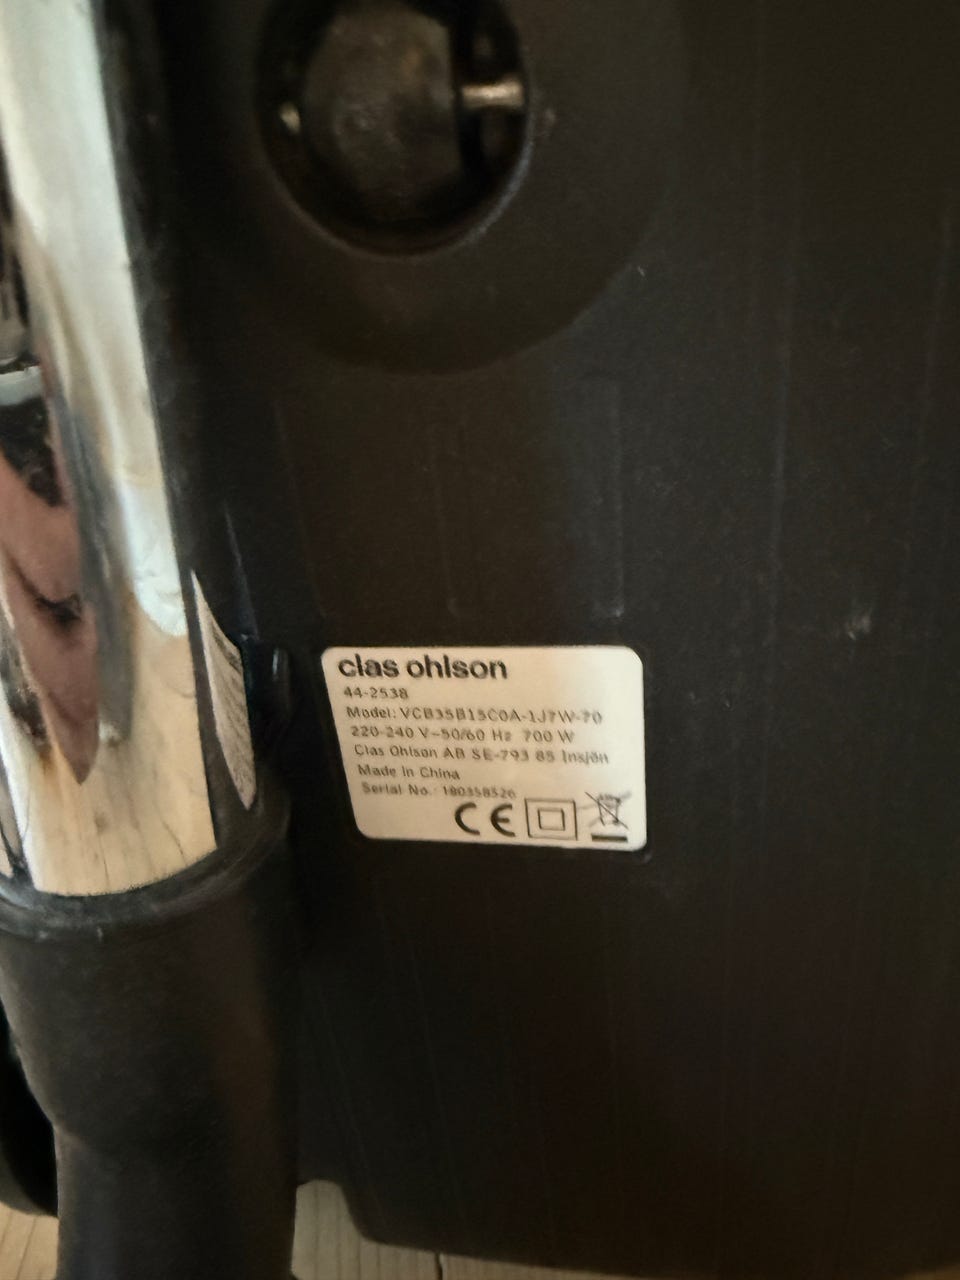 clas ohlson
44-2538
Model: VCB35B15C0A-1J7W-70
220-240 V~50/60 Hz 700 W
Clas Ohlson AB SE-793 85 Insjön
Made in China
Serial No.: 180358526
CE